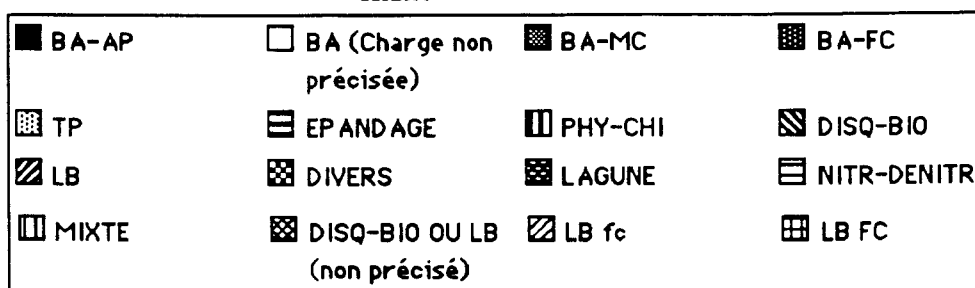 BA-AP BA (Charge non BA-MC BA-FC
précisée)
TP EPANDAGE PHY-CHI DISQ-BIO
LB DIVERS LAGUNE NITR-DENITR
MIXTE DISQ-BIO OU LB LB fc LB FC
(non précisé)